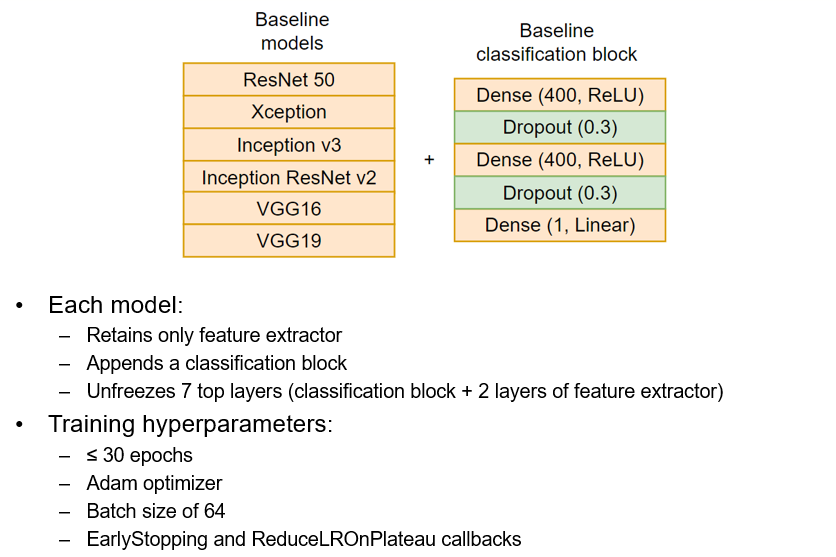 Baseline
models
ResNet 50
Xception
Inception v3
Inception ResNet v2
VGG16
VGG19
+
Baseline
classification block
Dense (400, ReLU)
Dropout (0.3)
Dense (400, ReLU)
Dropout (0.3)
Dense (1, Linear)
• Each model:
– Retains only feature extractor
– Appends a classification block
– Unfreezes 7 top layers (classification block + 2 layers of feature extractor)
• Training hyperparameters:
– ≤ 30 epochs
– Adam optimizer
– Batch size of 64
– EarlyStopping and ReduceLROnPlateau callbacks